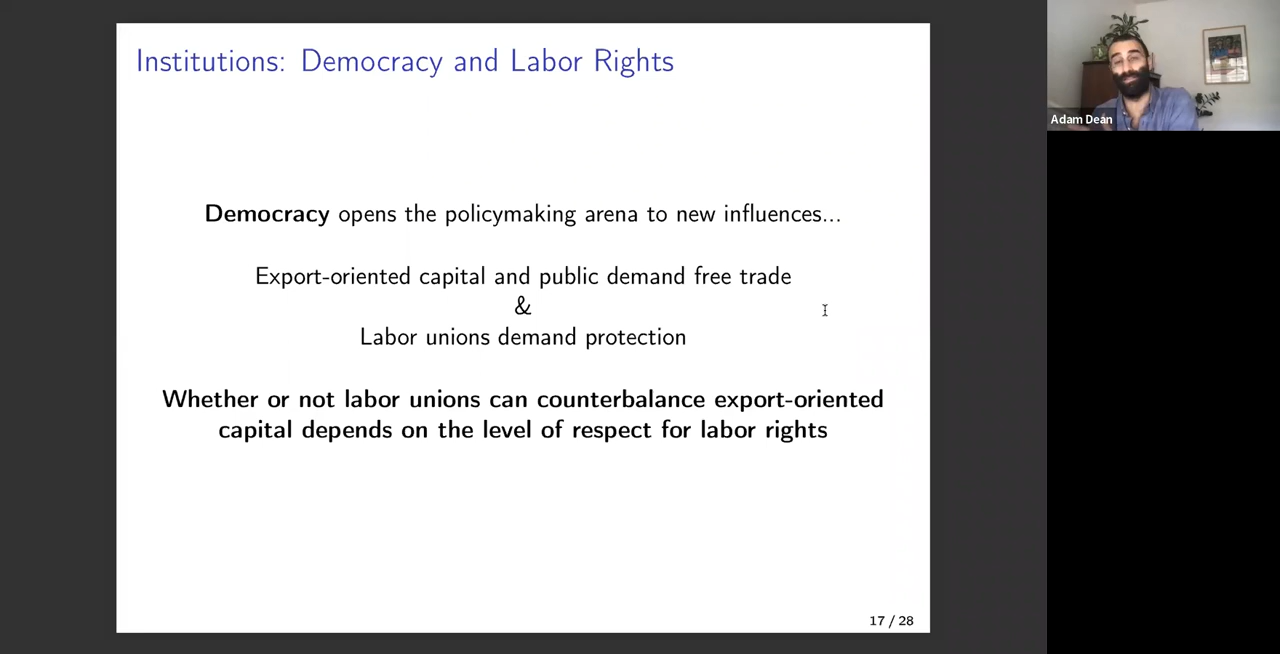 Institutions: Democracy and Labor Rights
Democracy opens the policymaking arena to new influences...
Export-oriented capital and public demand free trade
&
Labor unions demand protection
Whether or not labor unions can counterbalance export-oriented
capital depends on the level of respect for labor rights
17 / 28
Adam Dean